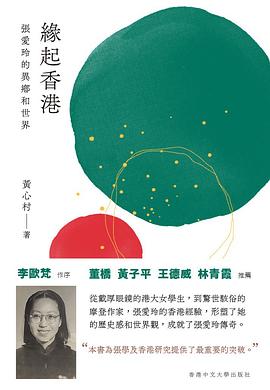 緣起香港
張愛玲的異鄉和世界
黃心村——著
李歐梵 作序 董橋 黃子平 王德威 林青霞 推薦
從戴厚眼鏡的港大女學生，到驚世駭俗的
摩登作家，張愛玲的香港經驗，形塑了她
的歷史感和世界觀，成就了張愛玲傳奇。
“本書為張學及香港研究提供了最重要的突破。”
香港中文大學出版社